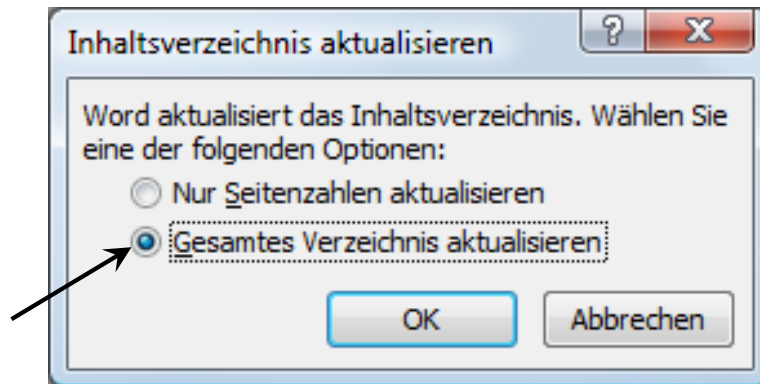 Inhaltsverzeichnis aktualisieren
Word aktualisiert das Inhaltsverzeichnis. Wählen Sie
eine der folgenden Optionen:
Nur Seitenzahlen aktualisieren
Gesamtes Verzeichnis aktualisieren
OK
Abbrechen